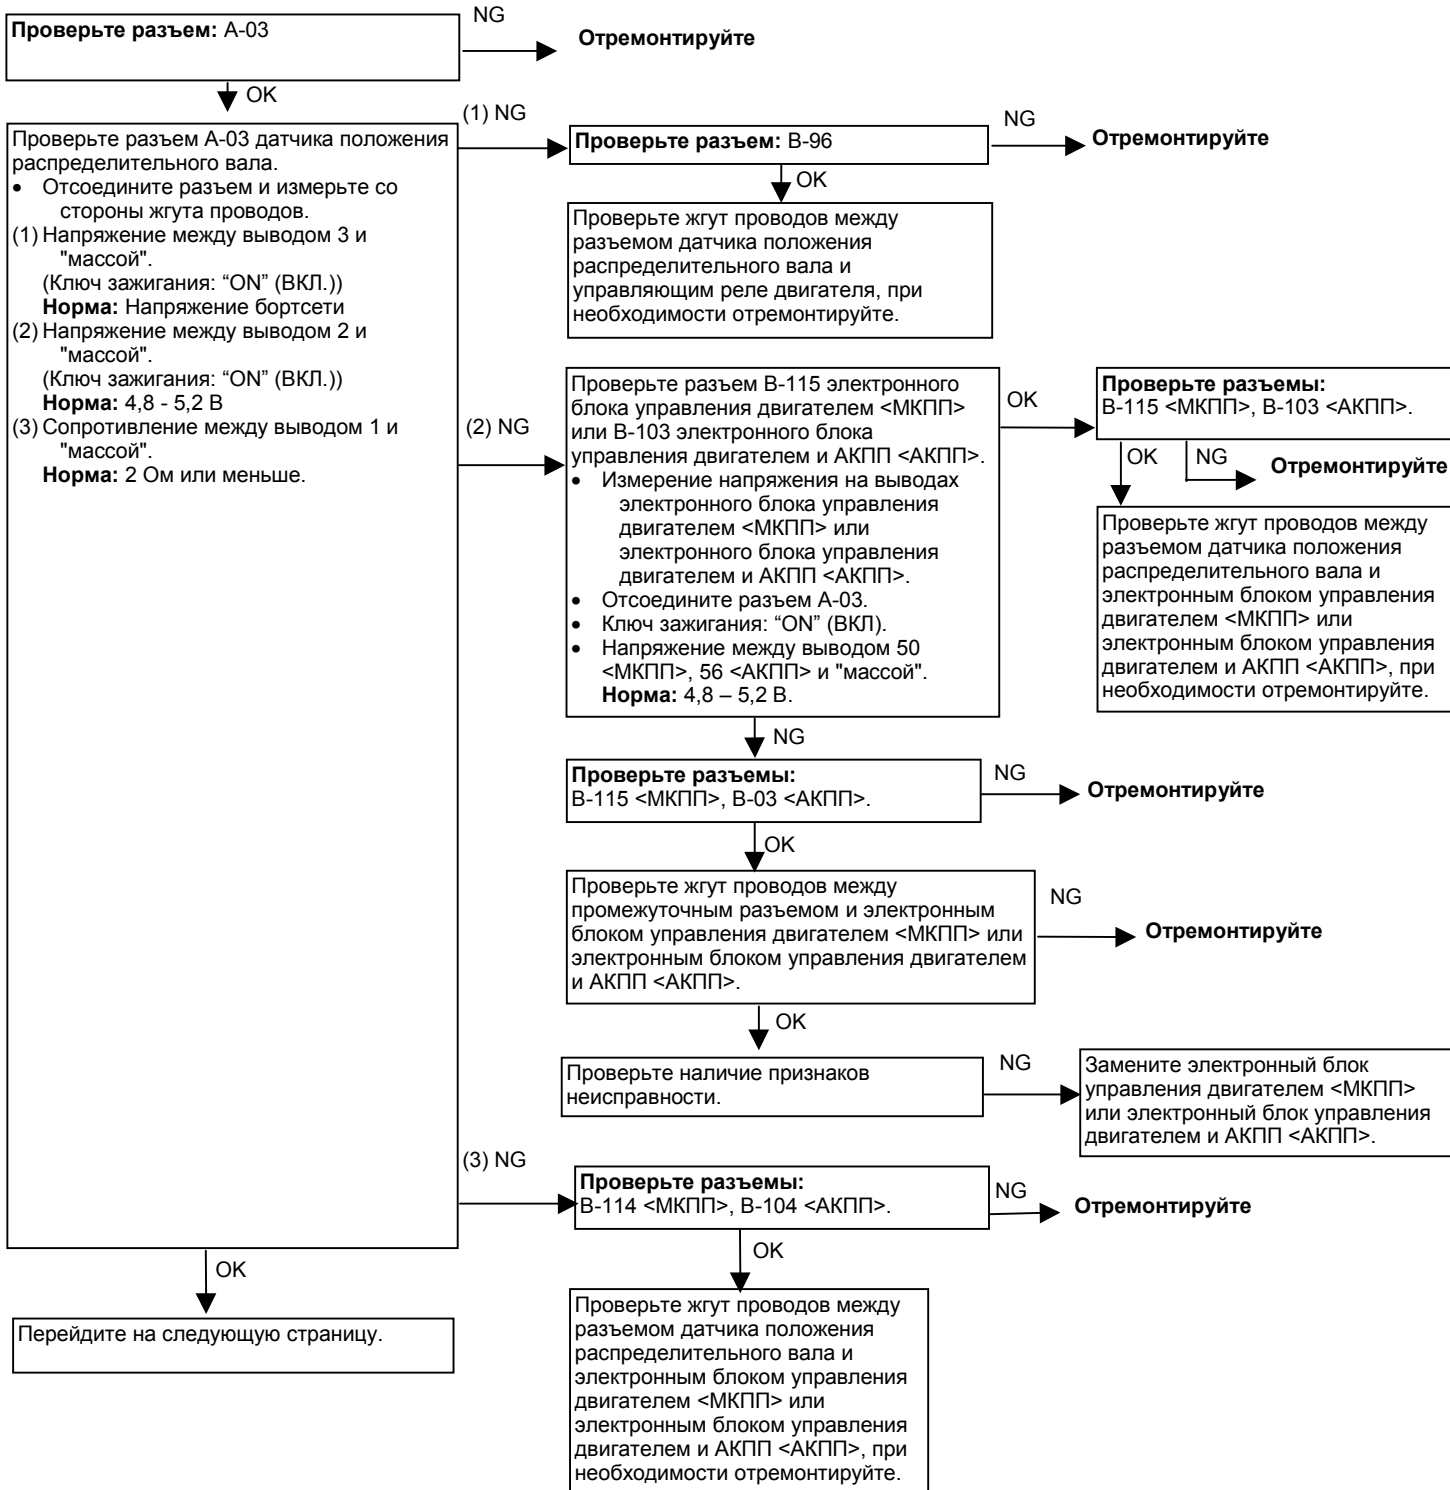 Проверьте разъем: А-03
NG
Отремонтируйте
OK
Проверьте разъем А-03 датчика положения
распределительного вала.
• Отсоедините разъем и измерьте со
стороны жгута проводов.
(1) Напряжение между выводом 3 и
"массой".
(Ключ зажигания: “ON” (ВКЛ.))
Норма: Напряжение бортсети
(2) Напряжение между выводом 2 и
"массой".
(Ключ зажигания: “ON” (ВКЛ.))
Норма: 4,8 - 5,2 В
(3) Сопротивление между выводом 1 и
"массой".
Норма: 2 Ом или меньше.
(1) NG
Проверьте разъем: В-96
NG
Отремонтируйте
OK
Проверьте жгут проводов между
разъемом датчика положения
распределительного вала и
управляющим реле двигателя, при
необходимости отремонтируйте.
(2) NG
Проверьте разъем В-115 электронного
блока управления двигателем <МКПП>
или В-103 электронного блока
управления двигателем и АКПП <АКПП>.
• Измерение напряжения на выводах
электронного блока управления
двигателем <МКПП> или
электронного блока управления
двигателем и АКПП <АКПП>.
• Отсоедините разъем А-03.
• Ключ зажигания: “ON” (ВКЛ).
• Напряжение между выводом 50
<МКПП>, 56 <АКПП> и "массой".
Норма: 4,8 – 5,2 В.
OK
Проверьте разъемы:
В-115 <МКПП>, В-103 <АКПП>.
OK
NG
Отремонтируйте
Проверьте жгут проводов между
разъемом датчика положения
распределительного вала и
электронным блоком управления
двигателем <МКПП> или
электронным блоком управления
двигателем и АКПП <АКПП>, при
необходимости отремонтируйте.
NG
Проверьте разъемы:
В-115 <МКПП>, В-03 <АКПП>.
NG
Отремонтируйте
OK
Проверьте жгут проводов между
промежуточным разъемом и электронным
блоком управления двигателем <МКПП> или
электронным блоком управления двигателем
и АКПП <АКПП>.
NG
Отремонтируйте
OK
Проверьте наличие признаков
неисправности.
NG
Замените электронный блок
управления двигателем <МКПП>
или электронный блок управления
двигателем и АКПП <АКПП>.
(3) NG
Проверьте разъемы:
В-114 <МКПП>, В-104 <АКПП>.
NG
Отремонтируйте
OK
Проверьте жгут проводов между
разъемом датчика положения
распределительного вала и
электронным блоком управления
двигателем <МКПП> или
электронным блоком управления
двигателем и АКПП <АКПП>, при
необходимости отремонтируйте.
OK
Перейдите на следующую страницу.